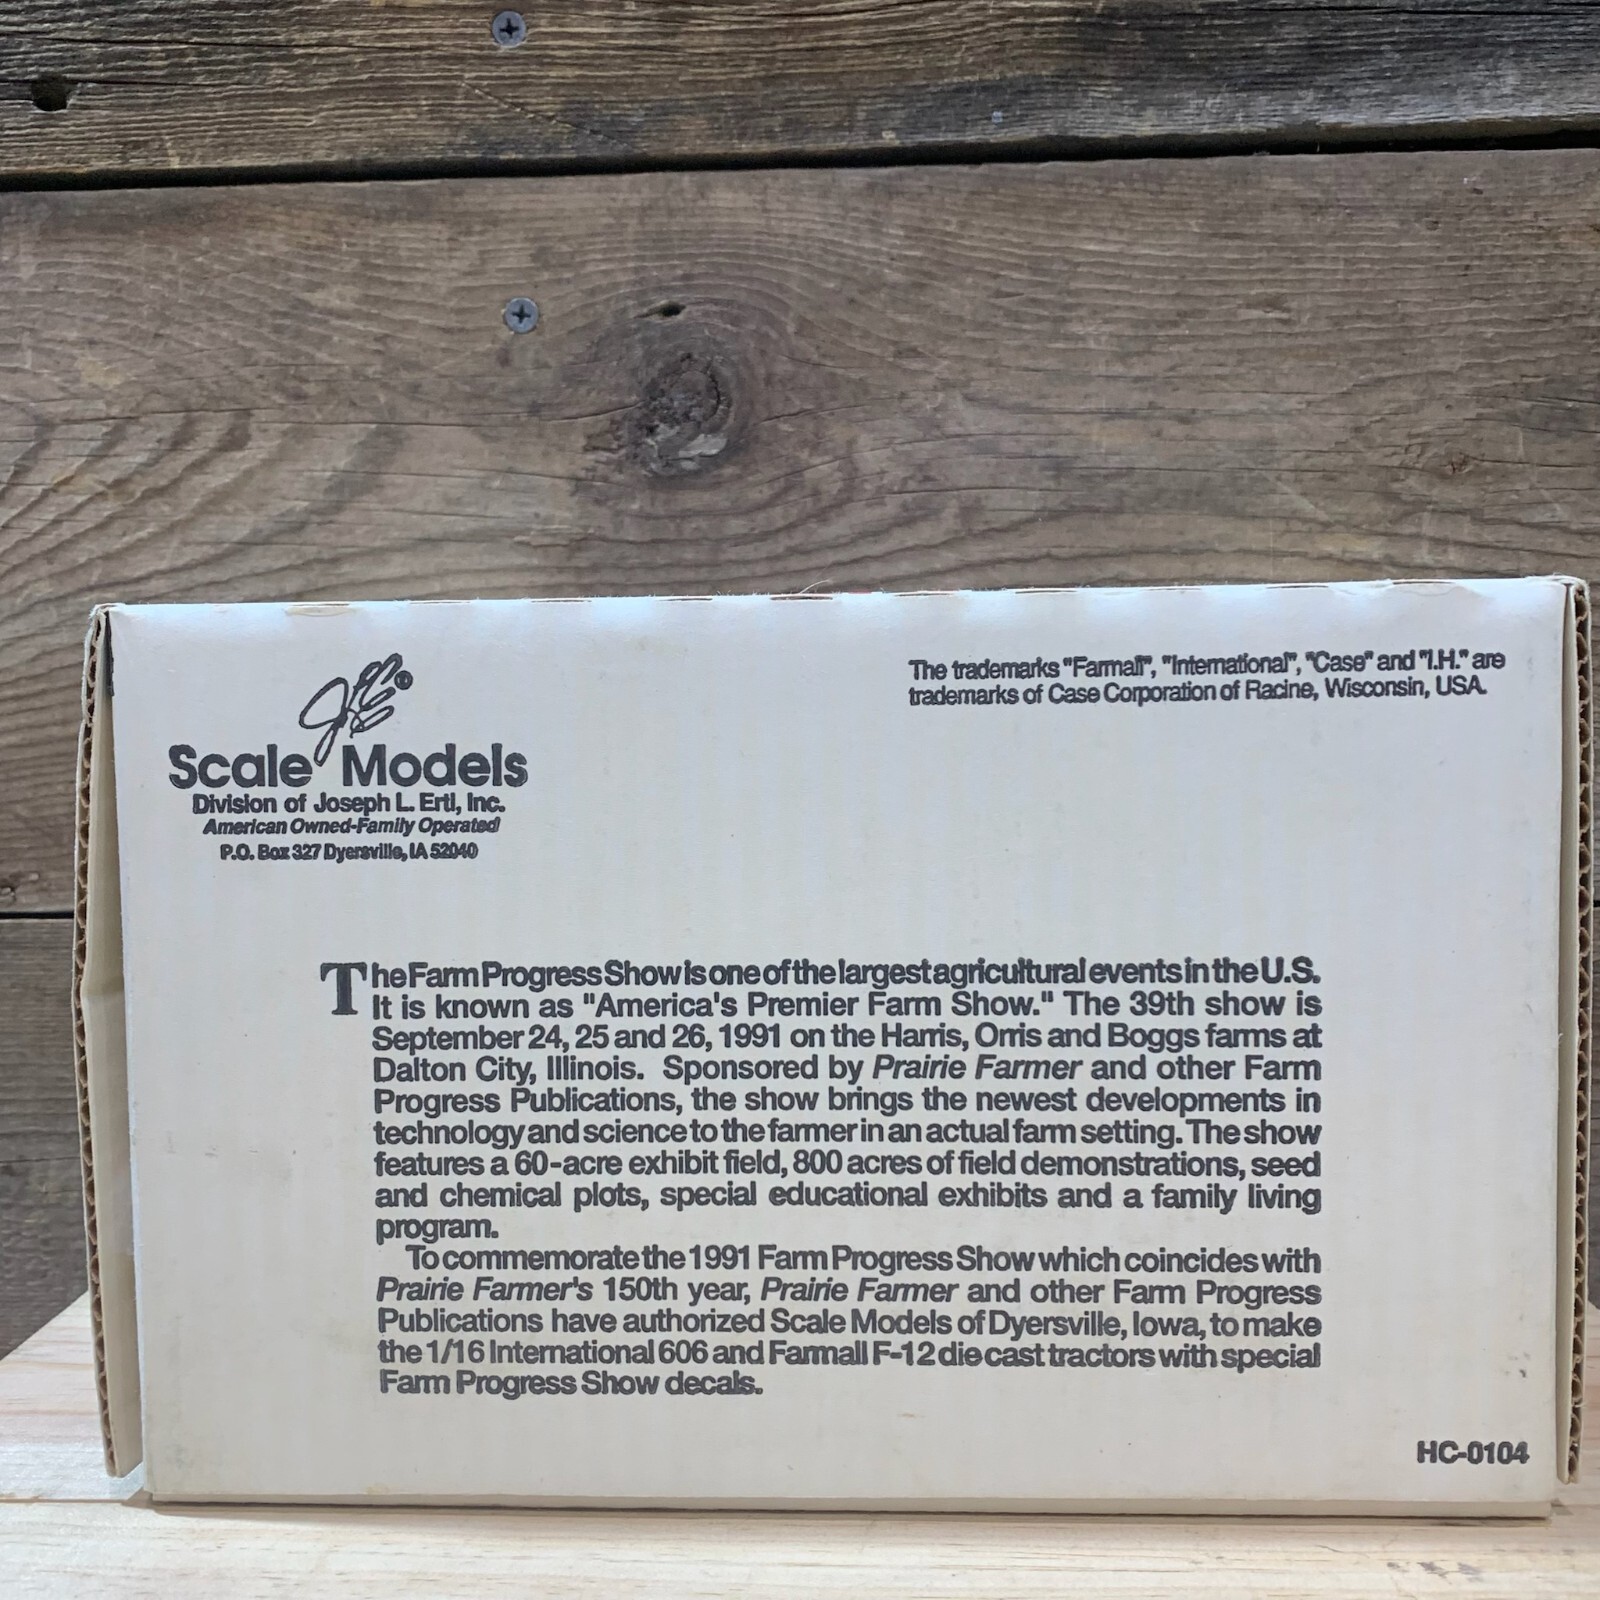 JLE®
Scale Models
Division of Joseph L. Ertl, Inc.
American Owned-Family Operated
P.O. Box 327 Dyersville, IA 52040
The trademarks "Farmall", "International", "Case" and "I.H." are
trademarks of Case Corporation of Racine, Wisconsin, USA.
The Farm Progress Show is one of the largest agricultural events in the U.S.
It is known as "America's Premier Farm Show." The 39th show is
September 24, 25 and 26, 1991 on the Harris, Orris and Boggs farms at
Dalton City, Illinois. Sponsored by Prairie Farmer and other Farm
Progress Publications, the show brings the newest developments in
technology and science to the farmer in an actual farm setting. The show
features a 60-acre exhibit field, 800 acres of field demonstrations, seed
and chemical plots, special educational exhibits and a family living
program.
To commemorate the 1991 Farm Progress Show which coincides with
Prairie Farmer's 150th year, Prairie Farmer and other Farm Progress
Publications have authorized Scale Models of Dyersville, Iowa, to make
the 1/16 International 606 and Farmall F-12 die cast tractors with special
Farm Progress Show decals.
HC-0104